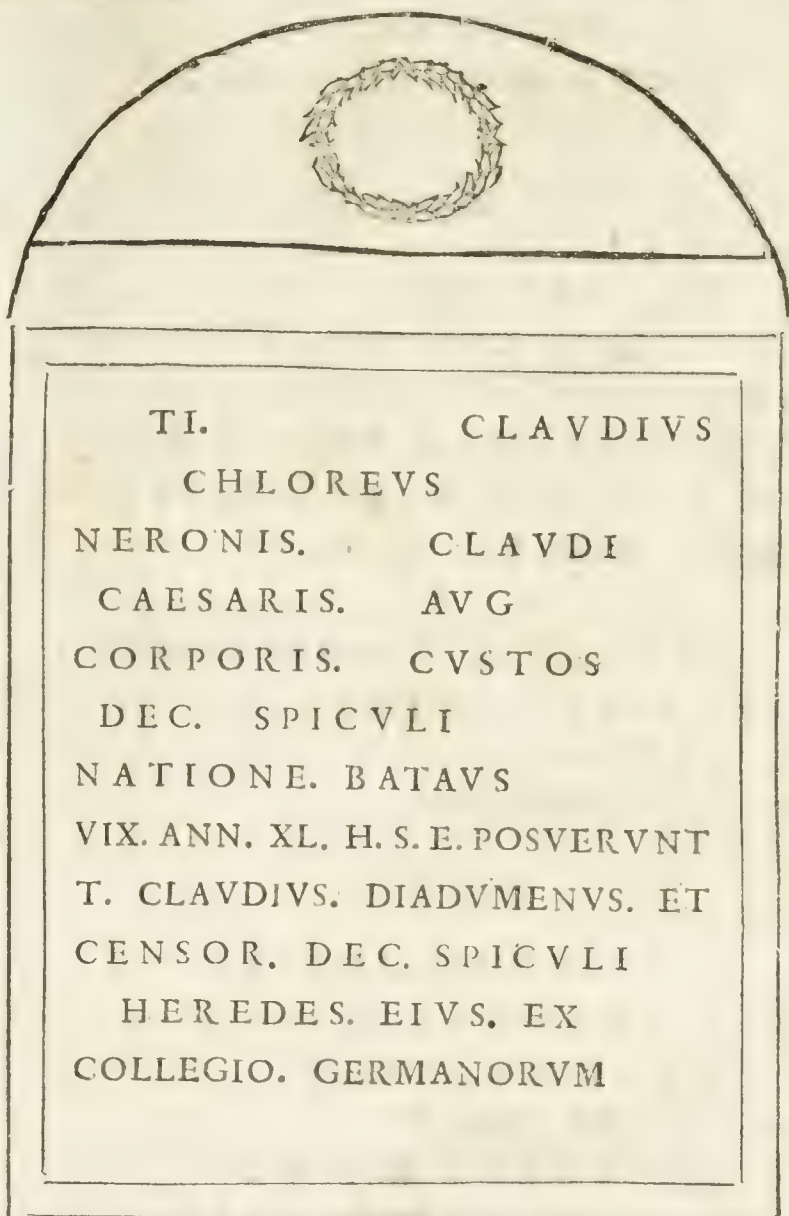 TI. CLAVDIVS
CHLOREVS
NERONIS. CLAVDI
CAESARIS. AVG
CORPORIS. CVSTOS
DEC. SPICVLI
NATIONE. BATAVS
VIX. ANN. XL. H. S. E. POSVERVNT
T. CLAVDIVS. DIADVMENVS. ET
CENSOR. DEC. SPICVLI
HEREDES. EIVS. EX
COLLEGIO. GERMANORVM